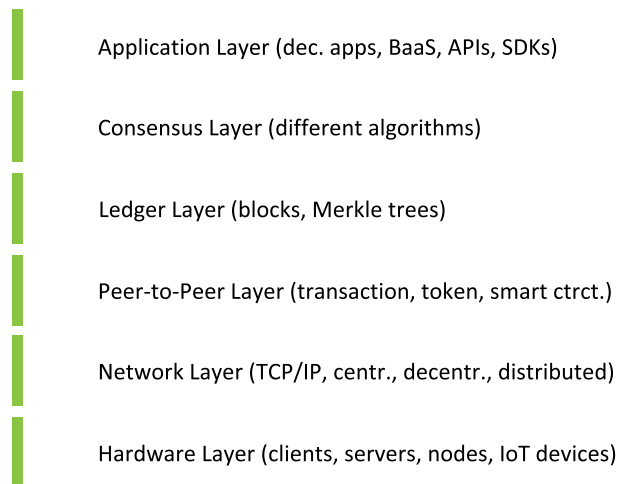 Application Layer (dec. apps, BaaS, APIs, SDKs)
Consensus Layer (different algorithms)
Ledger Layer (blocks, Merkle trees)
Peer-to-Peer Layer (transaction, token, smart ctrct.)
Network Layer (TCP/IP, centr., decentr., distributed)
Hardware Layer (clients, servers, nodes, IoT devices)